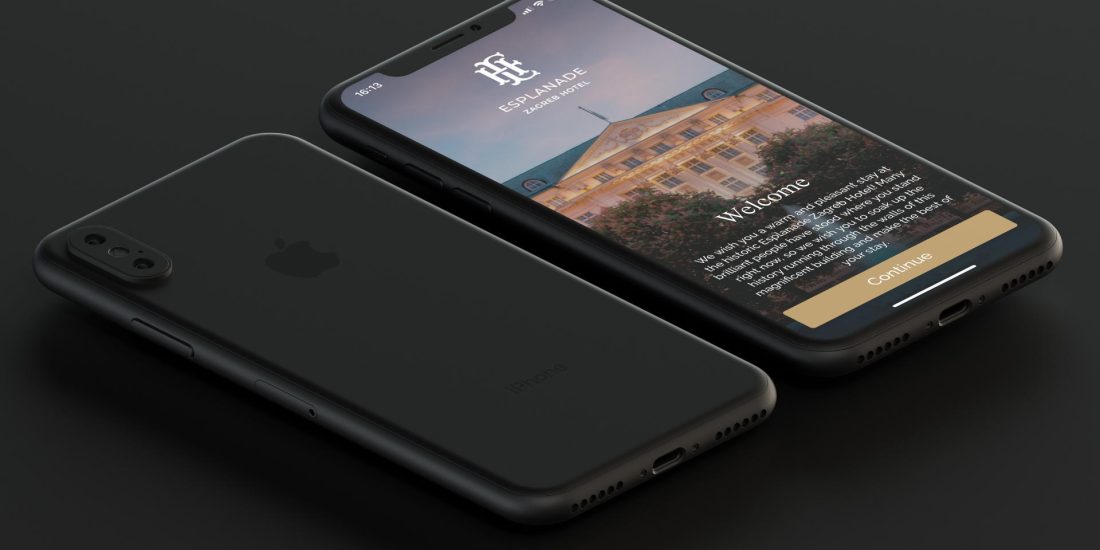 16:13
ESPLANADE
ZAGREB HOTEL
Welcome
We wish you a warm and pleasant stay at
the historic Esplanade Zagreb Hotel! Many
brilliant people have stood where you stand
right now, so we wish you to soak up the
history running through the walls of this
magnificent building and make the best of
your stay.
Continue
iPhone